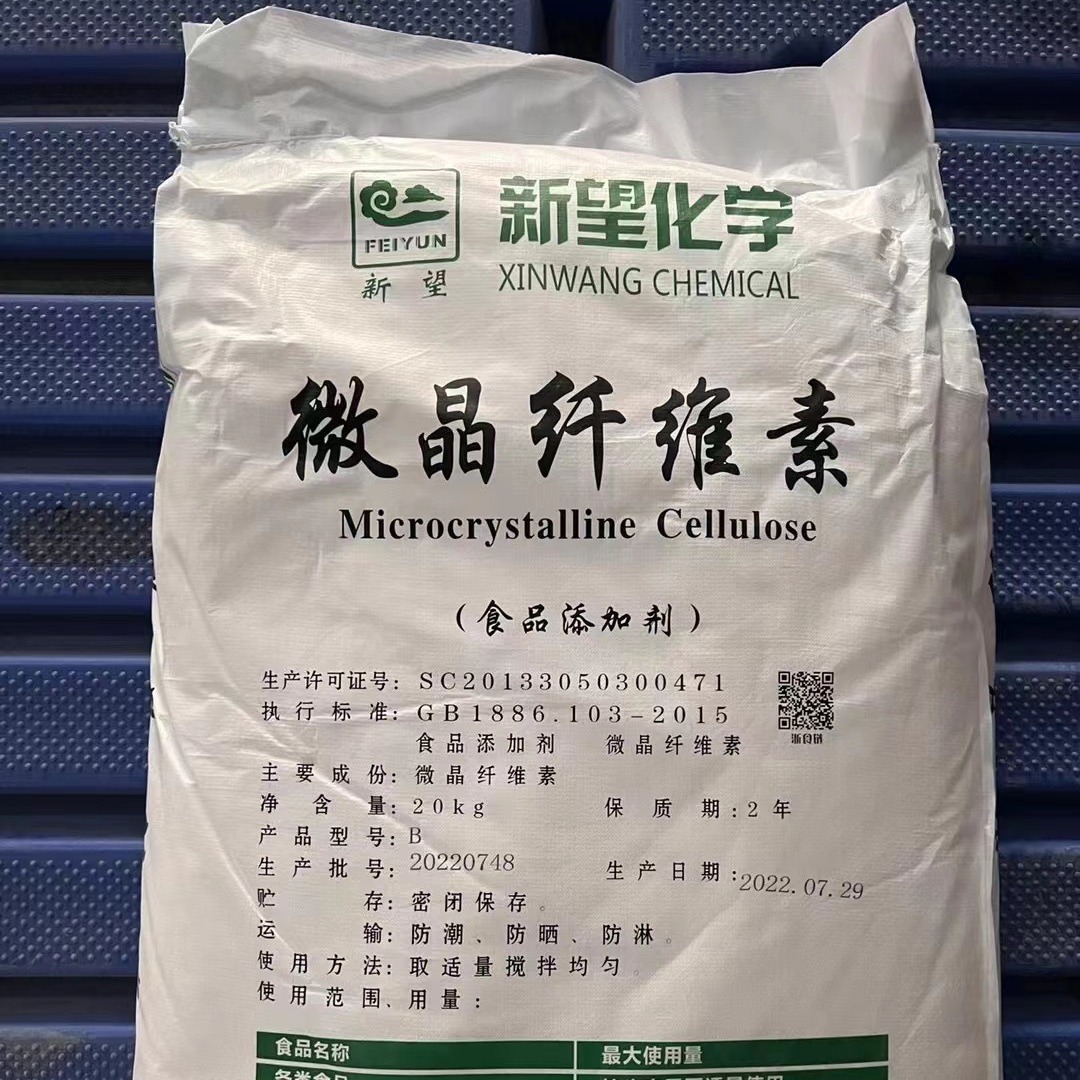 新望化学
FEIYUN
新望
XINWANG CHEMICAL
微晶纤维素
Microcrystalline Cellulose
(食品添加剂)
生产许可证号: SC20133050300471
执行标准: GB1886.103-2015
食品添加剂 微晶纤维素
浙食链
主要成份: 微晶纤维素
净含量: 20kg 保质期: 2年
产品型号: B
生产批号: 20220748 生产日期: 2022.07.29
贮存: 密闭保存。
运输: 防潮、防晒、防淋。
使用方法: 取适量搅拌均匀。
使用范围、用量:
食品名称 最大使用量
各类食品